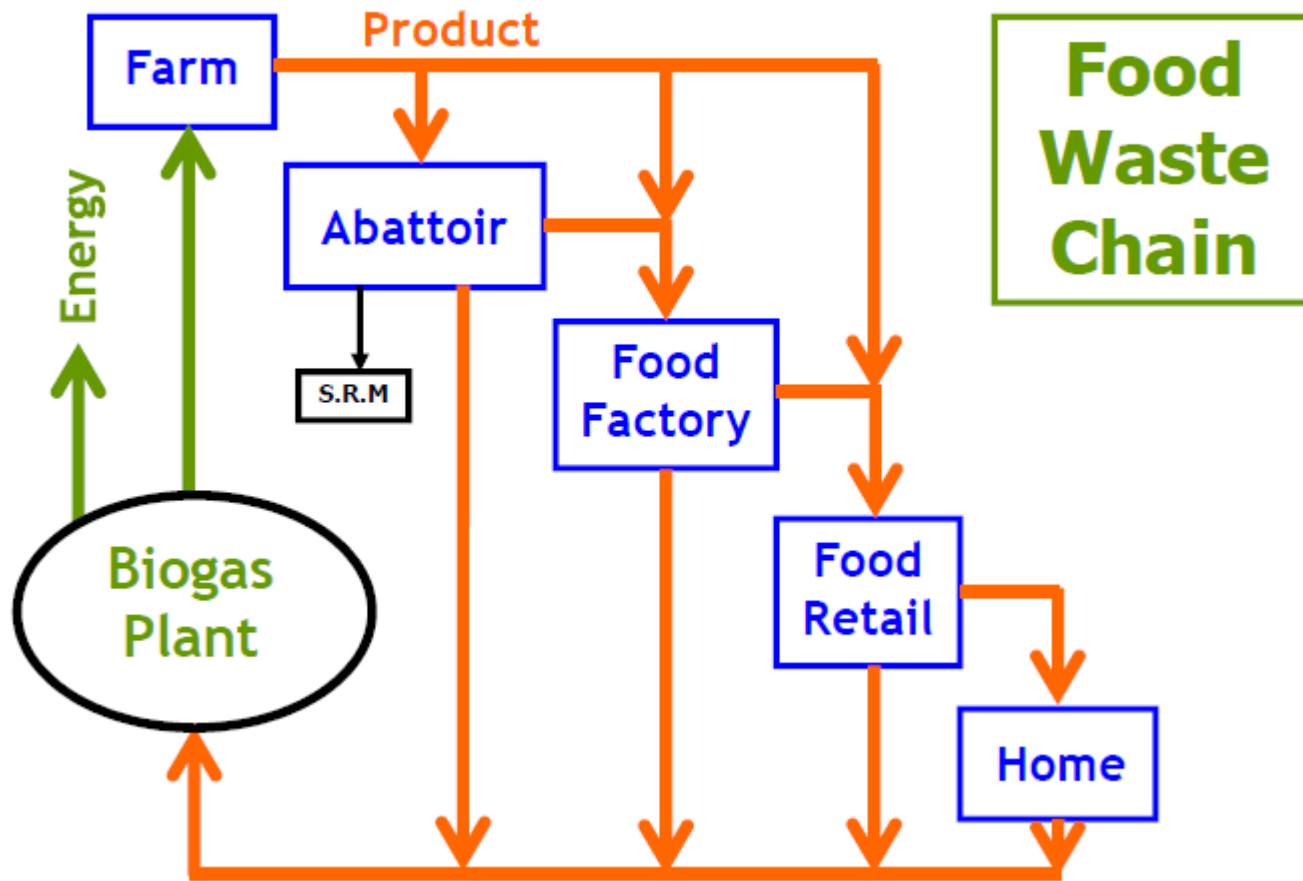 Product
Farm
Food
Waste
Chain
Energy
Abattoir
S.R.M
Food
Factory
Biogas
Plant
Food
Retail
Home